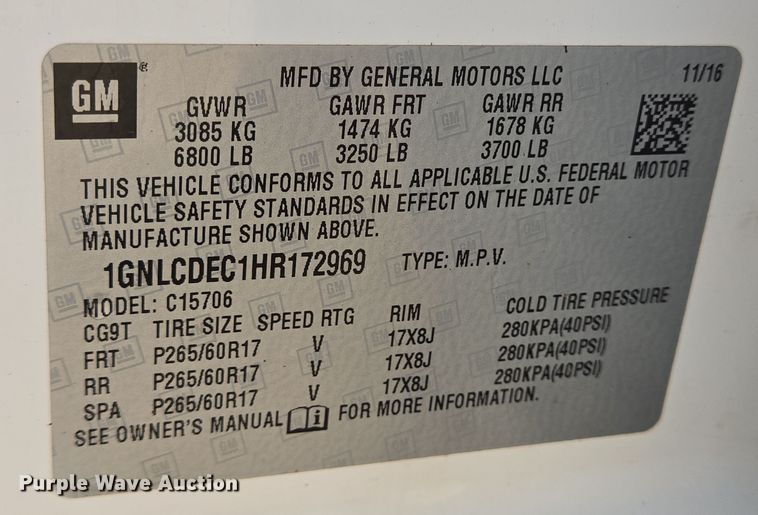 GM
MFD BY GENERAL MOTORS LLC 11/16
GVWR GAWR FRT GAWR RR
3085 KG 1474 KG 1678 KG
6800 LB 3250 LB 3700 LB
THIS VEHICLE CONFORMS TO ALL APPLICABLE U.S. FEDERAL MOTOR
VEHICLE SAFETY STANDARDS IN EFFECT ON THE DATE OF
MANUFACTURE SHOWN ABOVE.
1GNLCDEC1HR172969 TYPE: M.P.V.
MODEL: C15706
CG9T TIRE SIZE SPEED RTG RIM COLD TIRE PRESSURE
FRT P265/60R17 V 17X8J 280KPA(40PSI)
RR P265/60R17 V 17X8J 280KPA(40PSI)
SPA P265/60R17 V 17X8J 280KPA(40PSI)
SEE OWNER'S MANUAL i FOR MORE INFORMATION.
Purple Wave Auction